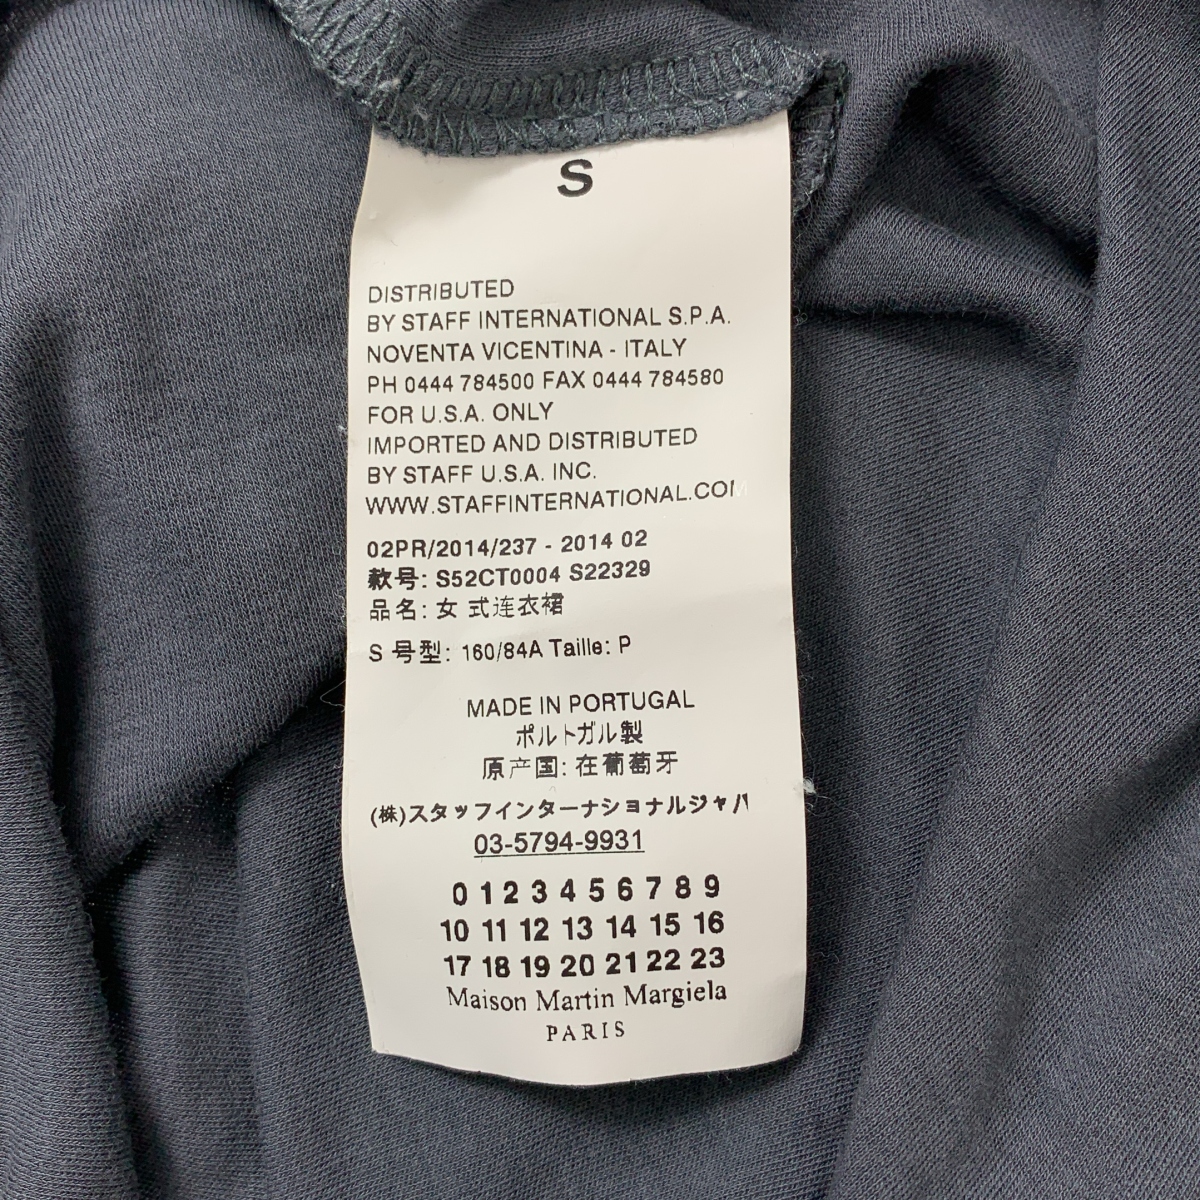 S
DISTRIBUTED
BY STAFF INTERNATIONAL S.P.A.
NOVENTA VICENTINA - ITALY
PH 0444 784500 FAX 0444 784580
FOR U.S.A. ONLY
IMPORTED AND DISTRIBUTED
BY STAFF U.S.A. INC.
WWW.STAFFINTERNATIONAL.COM
02PR/2014/237 - 2014 02
款号: S52CT0004 S22329
品名: 女 式连衣裙
S 号型: 160/84A Taille: P
MADE IN PORTUGAL
ポルトガル製
原产国: 在葡萄牙
(株)スタッフインターナショナルジャパ
03-5794-9931
0 1 2 3 4 5 6 7 8 9
10 11 12 13 14 15 16
17 18 19 20 21 22 23
Maison Martin Margiela
PARIS